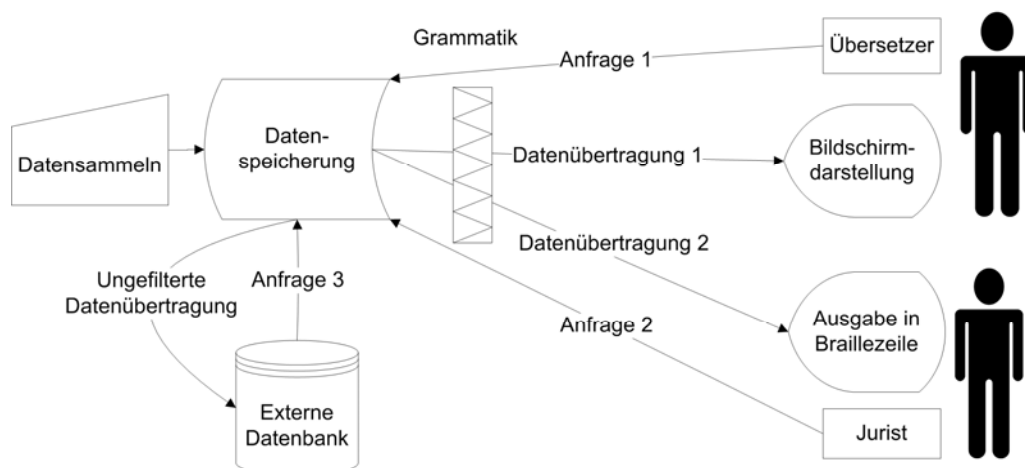 Grammatik
Übersetzer
Anfrage 1
Daten-
speicherung
Datensammeln
Datenübertragung 1
Bildschirm-
darstellung
Datenübertragung 2
Ungefilterte
Datenübertragung
Anfrage 3
Anfrage 2
Ausgabe in
Braillezeile
Externe
Datenbank
Jurist